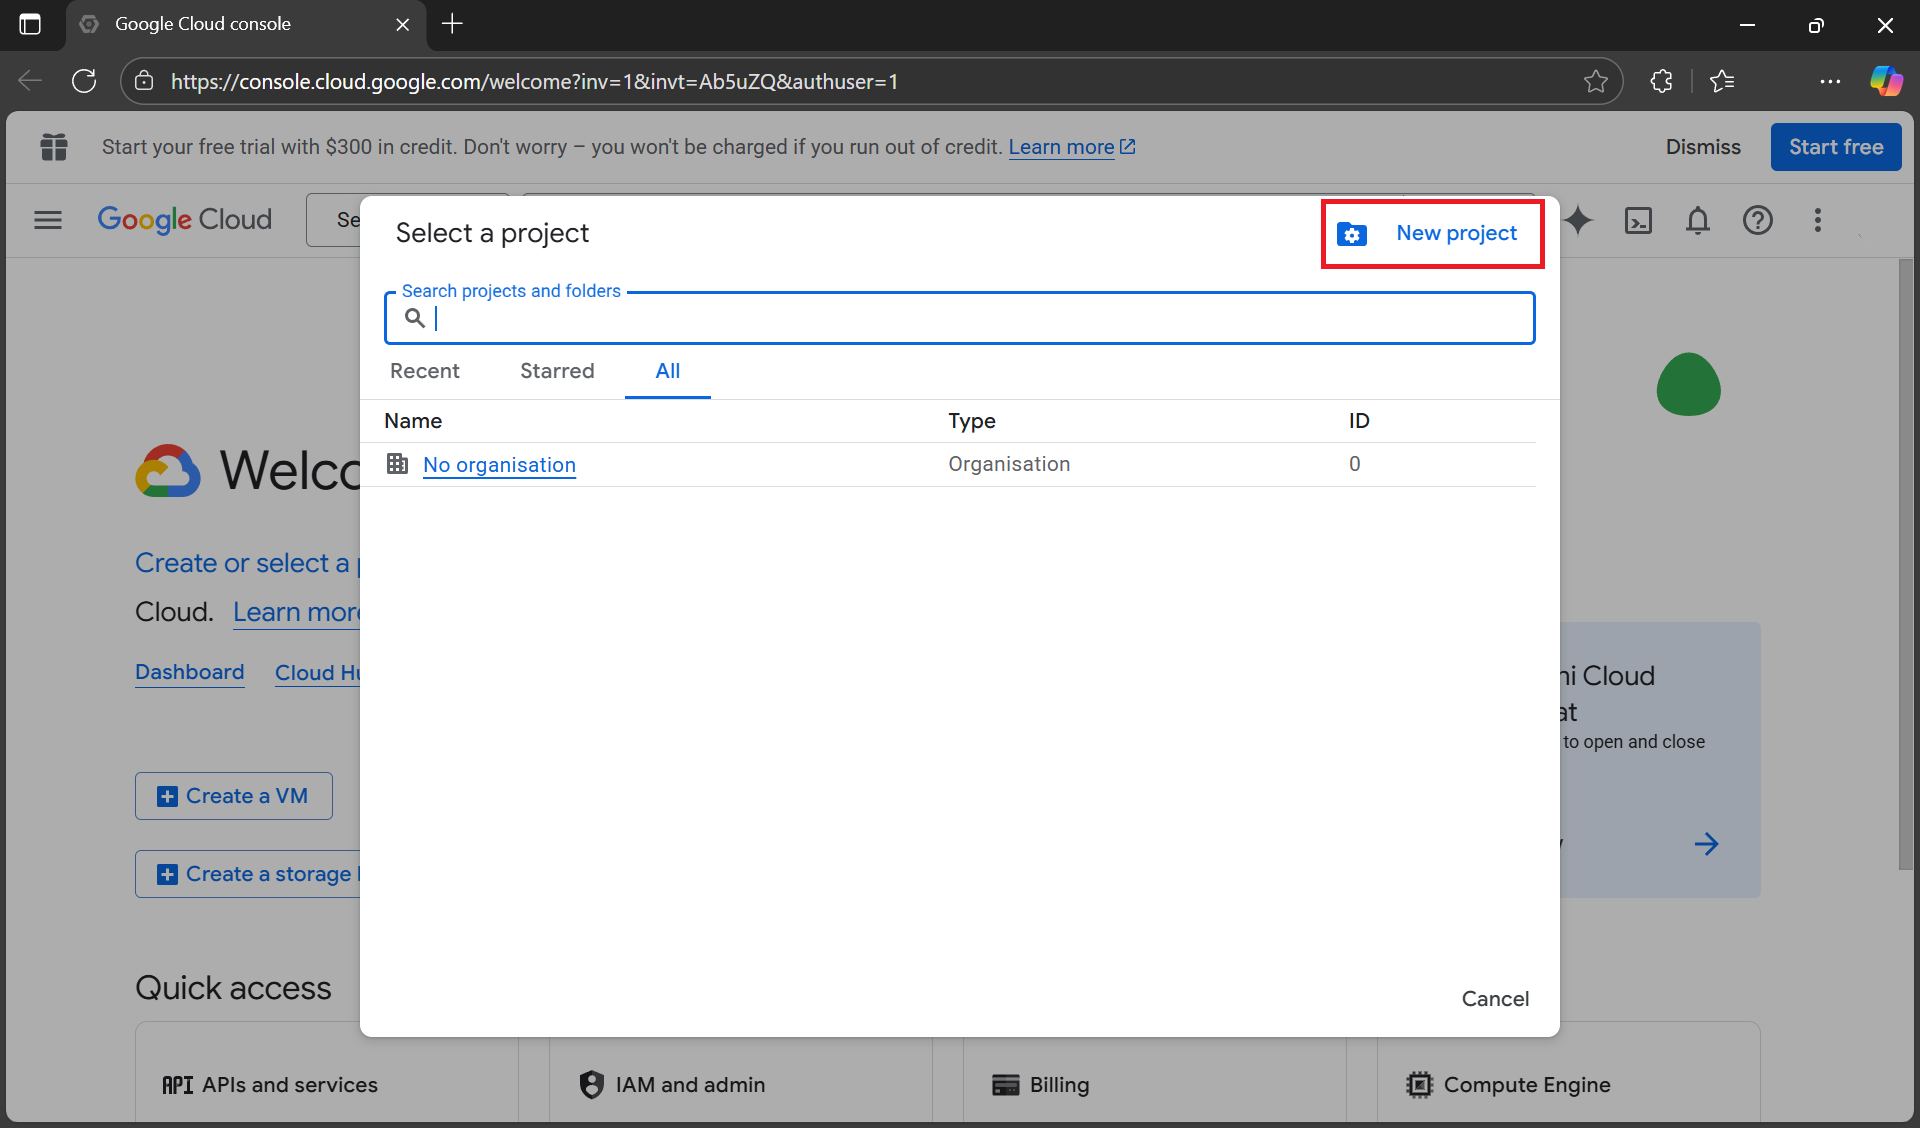 Google Cloud console
https://console.cloud.google.com/welcome?inv=1&invt=Ab5uZQ&authuser=1
Start your free trial with $300 in credit. Don't worry – you won't be charged if you run out of credit. Learn more
Dismiss
Start free
Google Cloud
Se
Select a project
New project
Search projects and folders
Recent
Starred
All
Name
Type
ID
No organisation
Organisation
0
Welco
Create or select a p
Cloud. Learn more
Dashboard
Cloud Hu
ni Cloud
at
to open and close
Create a VM
Create a storage
Cancel
Quick access
API APIs and services
IAM and admin
Billing
Compute Engine